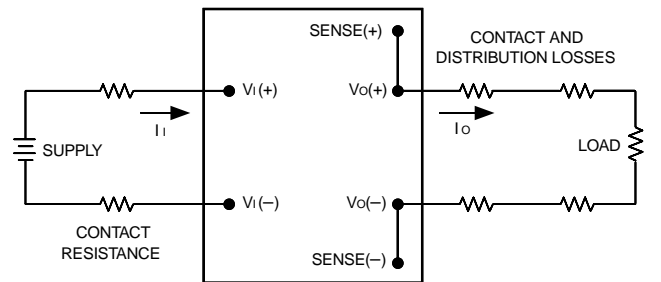 SENSE(+)
CONTACT AND
DISTRIBUTION LOSSES
VI(+)
VO(+)
II
IO
SUPPLY
LOAD
VI(–)
VO(–)
CONTACT
RESISTANCE
SENSE(–)